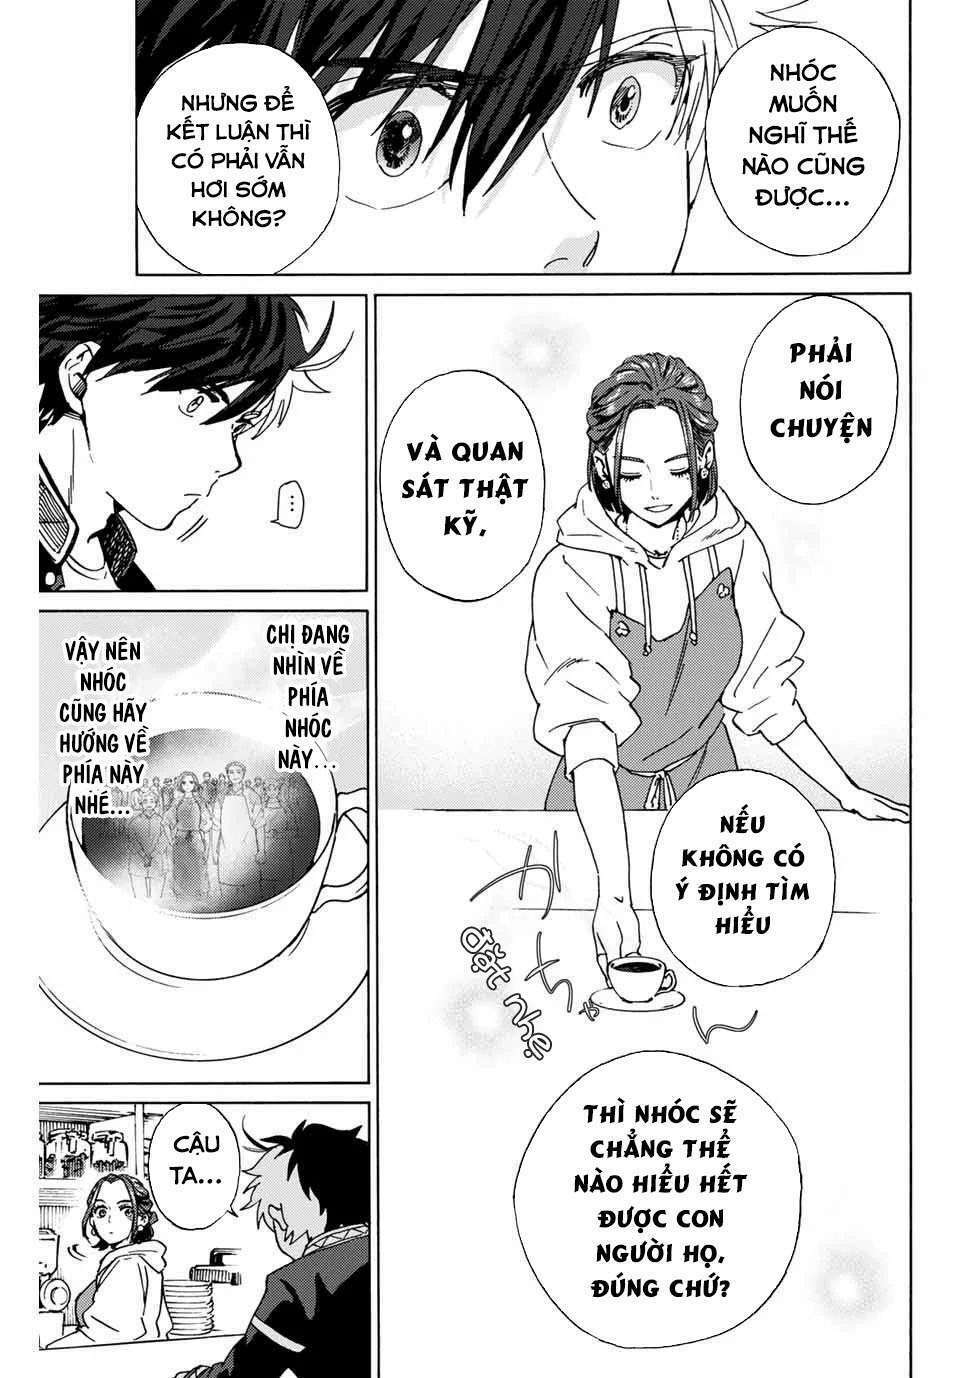 NHÓC
MUỐN
NGHĨ THẾ
NÀO CŨNG
ĐƯỢC...
NHƯNG ĐỂ
KẾT LUẬN THÌ
CÓ PHẢI VẪN
HƠI SỚM
KHÔNG?
PHẢI
NÓI
CHUYỆN
VÀ QUAN
SÁT THẬT
KỸ,
NẾU
KHÔNG CÓ
Ý ĐỊNH TÌM
HIỂU
đặt nhẹ
THÌ NHÓC SẼ
CHẲNG THỂ
NÀO HIỂU HẾT
ĐƯỢC CON
NGƯỜI HỌ,
ĐÚNG CHỨ?
...
CHỊ ĐANG
NHÌN VỀ
PHÍA
NHÓC
NÀY...
VẬY NÊN
NHÓC
CŨNG HÃY
HƯỚNG VỀ
PHÍA NÀY
NHÉ...
CẬU
TA...